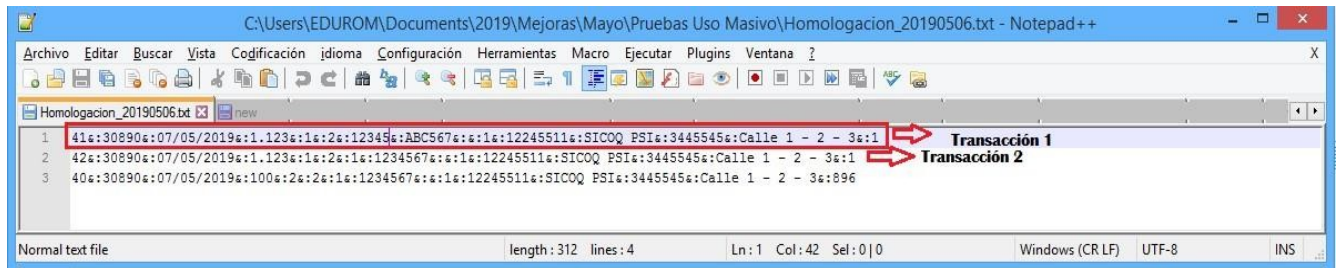 C:\Users\EDUROM\Documents\2019\Mejoras\Mayo\Pruebas Uso Masivo\Homologacion_20190506.txt - Notepad++
Archivo Editar Buscar Vista Codificación idioma Configuración Herramientas Macro Ejecutar Plugins Ventana ? X
Homologacion_20190506.txt new
1 41&:30890&:07/05/2019&:1.123&:1&:2&:12345&:ABC567&:&:1&:12245511&:SICOQ PSI&:3445545&:Calle 1 - 2 - 3&:1 Transacción 1
2 42&:30890&:07/05/2019&:1.123&:1&:2&:1&:1234567&:&:1&:12245511&:SICOQ PSI&:3445545&:Calle 1 - 2 - 3&:1 Transacción 2
3 40&:30890&:07/05/2019&:100&:2&:2&:1&:1234567&:&:1&:12245511&:SICOQ PSI&:3445545&:Calle 1 - 2 - 3&:896
Normal text file length : 312 lines : 4 Ln : 1 Col : 42 Sel : 0 | 0 Windows (CR LF) UTF-8 INS